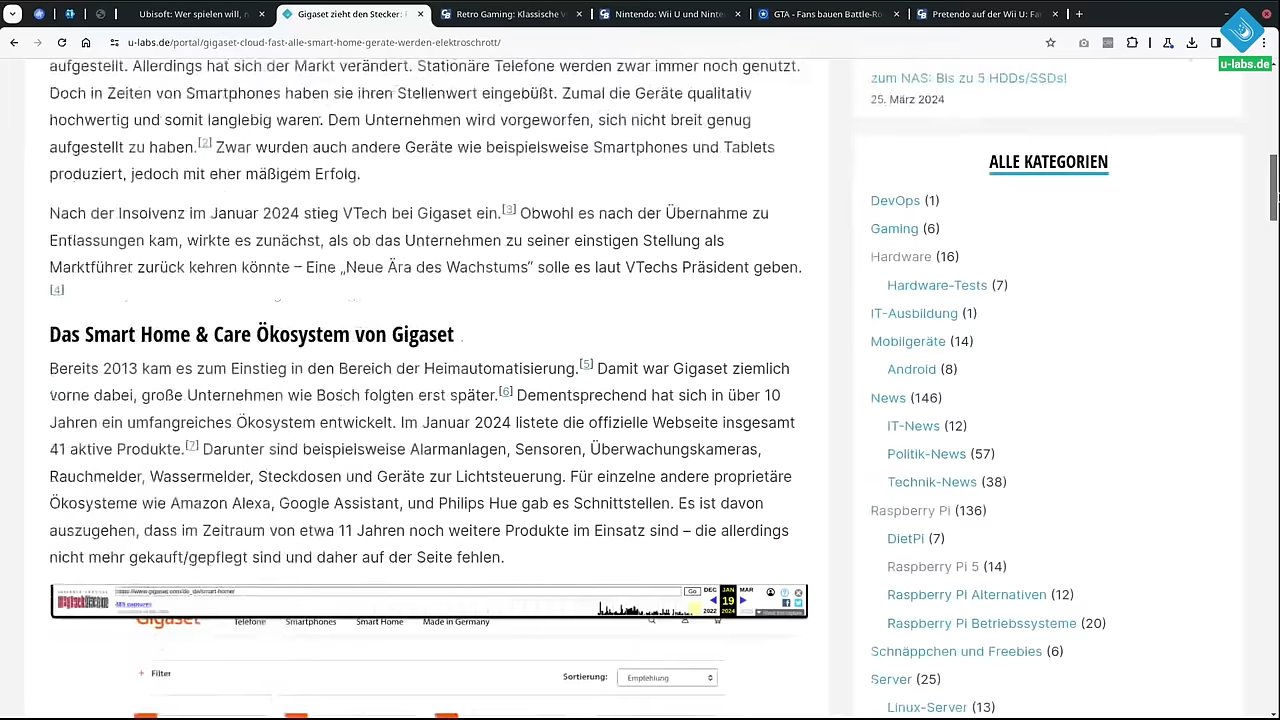 Ubisoft: Wer spielen will, n
Gigaset zieht den Stecker: F
Retro Gaming: Klassische V
Nintendo: Wii U und Ninten
GTA - Fans bauen Battle-Ro
Pretendo auf der Wii U: Fa
u-labs.de/portal/gigaset-cloud-fast-alle-smart-home-gerate-werden-elektroschrott/
u-labs.de
aufgestellt. Allerdings hat sich der Markt verändert. Stationäre Telefone werden zwar immer noch genutzt.
Doch in Zeiten von Smartphones haben sie ihren Stellenwert eingebüßt. Zumal die Geräte qualitativ
hochwertig und somit langlebig waren. Dem Unternehmen wird vorgeworfen, sich nicht breit genug
aufgestellt zu haben.[2] Zwar wurden auch andere Geräte wie beispielsweise Smartphones und Tablets
produziert, jedoch mit eher mäßigem Erfolg.
Nach der Insolvenz im Januar 2024 stieg VTech bei Gigaset ein.[3] Obwohl es nach der Übernahme zu
Entlassungen kam, wirkte es zunächst, als ob das Unternehmen zu seiner einstigen Stellung als
Marktführer zurück kehren könnte – Eine „Neue Ära des Wachstums“ solle es laut VTechs Präsident geben.
[4]
Das Smart Home & Care Ökosystem von Gigaset
Bereits 2013 kam es zum Einstieg in den Bereich der Heimautomatisierung.[5] Damit war Gigaset ziemlich
vorne dabei, große Unternehmen wie Bosch folgten erst später.[6] Dementsprechend hat sich in über 10
Jahren ein umfangreiches Ökosystem entwickelt. Im Januar 2024 listete die offizielle Webseite insgesamt
41 aktive Produkte.[7] Darunter sind beispielsweise Alarmanlagen, Sensoren, Überwachungskameras,
Rauchmelder, Wassermelder, Steckdosen und Geräte zur Lichtsteuerung. Für einzelne andere proprietäre
Ökosysteme wie Amazon Alexa, Google Assistant, und Philips Hue gab es Schnittstellen. Es ist davon
auszugehen, dass im Zeitraum von etwa 11 Jahren noch weitere Produkte im Einsatz sind – die allerdings
nicht mehr gekauft/gepflegt sind und daher auf der Seite fehlen.
Go
DEC JAN MAR
19
2022 2024
Gigaset
Telefone Smartphones Smart Home Made in Germany
+ Filter
Sortierung: Empfehlung
zum NAS: Bis zu 5 HDDs/SSDs!
25. März 2024
ALLE KATEGORIEN
DevOps (1)
Gaming (6)
Hardware (16)
Hardware-Tests (7)
IT-Ausbildung (1)
Mobilgeräte (14)
Android (8)
News (146)
IT-News (12)
Politik-News (57)
Technik-News (38)
Raspberry Pi (136)
DietPi (7)
Raspberry Pi 5 (14)
Raspberry Pi Alternativen (12)
Raspberry Pi Betriebssysteme (20)
Schnäppchen und Freebies (6)
Server (25)
Linux-Server (13)